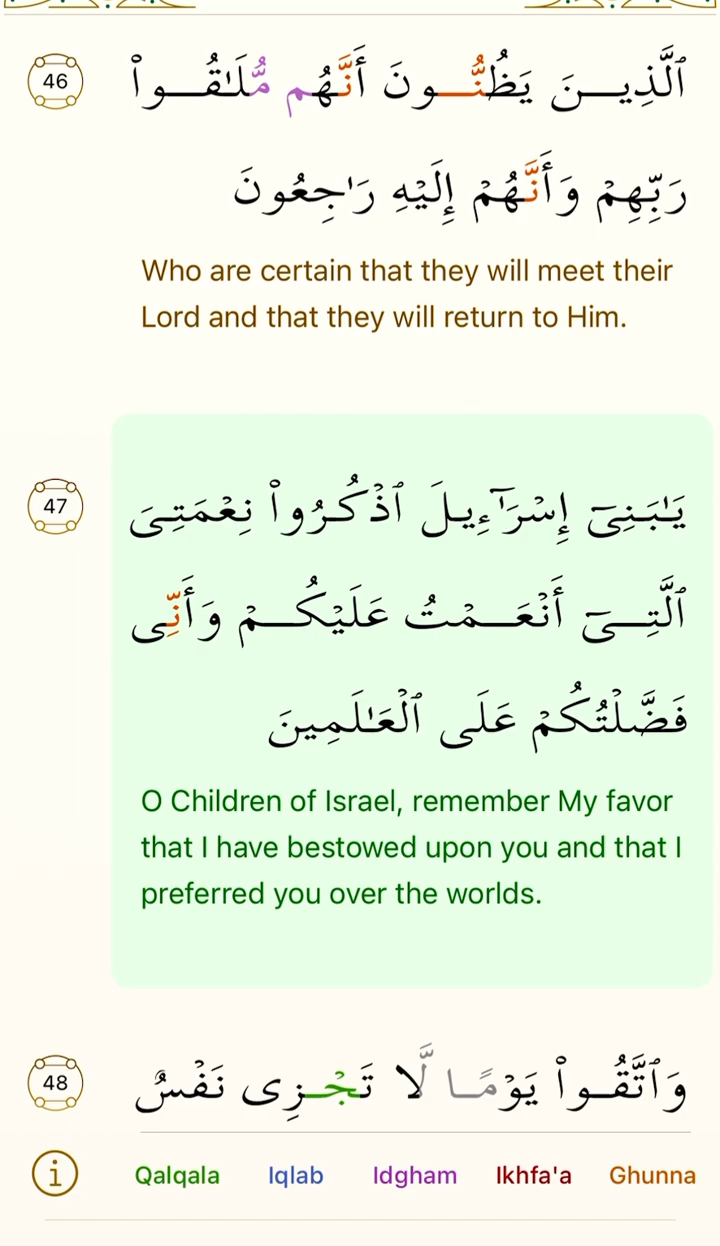 46
ٱلَّذِينَ يَظُنُّونَ أَنَّهُم مُّلَـٰقُوا۟
رَبِّهِمْ وَأَنَّهُمْ إِلَيْهِ رَٰجِعُونَ
Who are certain that they will meet their
Lord and that they will return to Him.
47
يَـٰبَنِىٓ إِسْرَٰٓءِيلَ ٱذْكُرُوا۟ نِعْمَتِىَ
ٱلَّتِىٓ أَنْعَمْتُ عَلَيْكُمْ وَأَنِّى
فَضَّلْتُكُمْ عَلَى ٱلْعَـٰلَمِينَ
O Children of Israel, remember My favor
that I have bestowed upon you and that I
preferred you over the worlds.
48
وَٱتَّقُوا۟ يَوْمًا لَّا تَجْزِى نَفْسٌ
i Qalqala Iqlab Idgham Ikhfa'a Ghunna